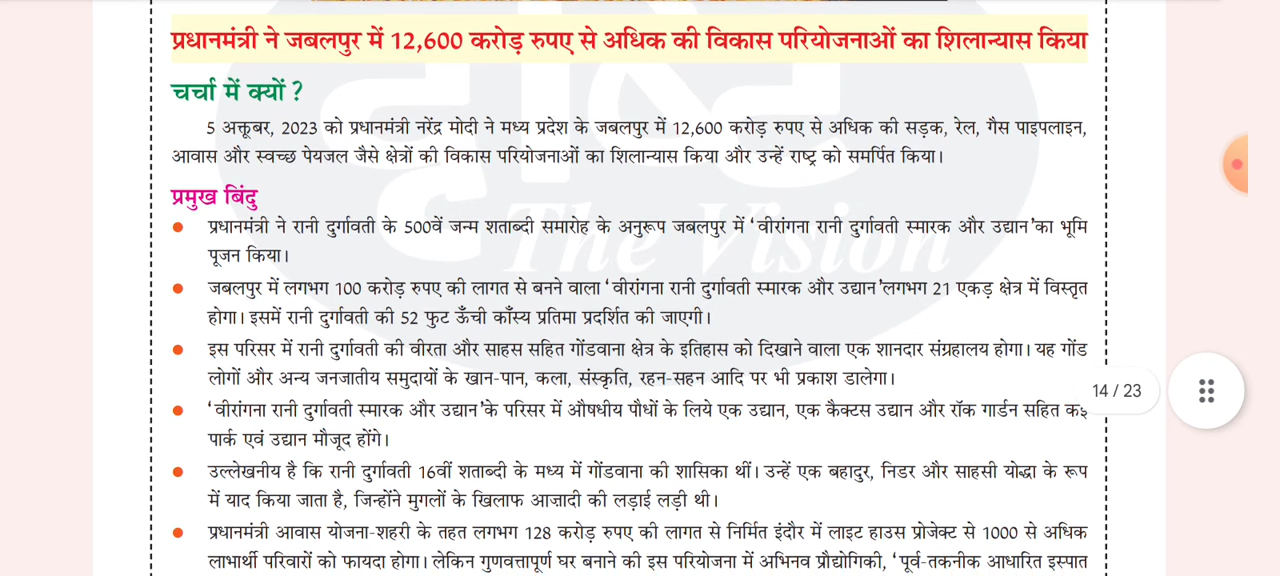 प्रधानमंत्री ने जबलपुर में 12,600 करोड़ रुपए से अधिक की विकास परियोजनाओं का शिलान्यास किया
चर्चा में क्यों ?
5 अक्तूबर, 2023 को प्रधानमंत्री नरेंद्र मोदी ने मध्य प्रदेश के जबलपुर में 12,600 करोड़ रुपए से अधिक की सड़क, रेल, गैस पाइपलाइन,
आवास और स्वच्छ पेयजल जैसे क्षेत्रों की विकास परियोजनाओं का शिलान्यास किया और उन्हें राष्ट्र को समर्पित किया।
प्रमुख बिंदु
● प्रधानमंत्री ने रानी दुर्गावती के 500वें जन्म शताब्दी समारोह के अनुरूप जबलपुर में ‘वीरांगना रानी दुर्गावती स्मारक और उद्यान’का भूमि
पूजन किया।
● जबलपुर में लगभग 100 करोड़ रुपए की लागत से बनने वाला ‘वीरांगना रानी दुर्गावती स्मारक और उद्यान’लगभग 21 एकड़ क्षेत्र में विस्तृत
होगा। इसमें रानी दुर्गावती की 52 फुट ऊँची काँस्य प्रतिमा प्रदर्शित की जाएगी।
● इस परिसर में रानी दुर्गावती की वीरता और साहस सहित गोंडवाना क्षेत्र के इतिहास को दिखाने वाला एक शानदार संग्रहालय होगा। यह गोंड
लोगों और अन्य जनजातीय समुदायों के खान-पान, कला, संस्कृति, रहन-सहन आदि पर भी प्रकाश डालेगा।
14 / 23
● ‘वीरांगना रानी दुर्गावती स्मारक और उद्यान’के परिसर में औषधीय पौधों के लिये एक उद्यान, एक कैक्टस उद्यान और रॉक गार्डन सहित कई
पार्क एवं उद्यान मौजूद होंगे।
● उल्लेखनीय है कि रानी दुर्गावती 16वीं शताब्दी के मध्य में गोंडवाना की शासिका थीं। उन्हें एक बहादुर, निडर और साहसी योद्धा के रूप
में याद किया जाता है, जिन्होंने मुगलों के खिलाफ आज़ादी की लड़ाई लड़ी थी।
● प्रधानमंत्री आवास योजना-शहरी के तहत लगभग 128 करोड़ रुपए की लागत से निर्मित इंदौर में लाइट हाउस प्रोजेक्ट से 1000 से अधिक
लाभार्थी परिवारों को फायदा होगा। लेकिन गुणवत्तापूर्ण घर बनाने की इस परियोजना में अभिनव प्रौद्योगिकी, ‘पूर्व-तकनीक आधारित इस्पात
दृष्टि
The Vision